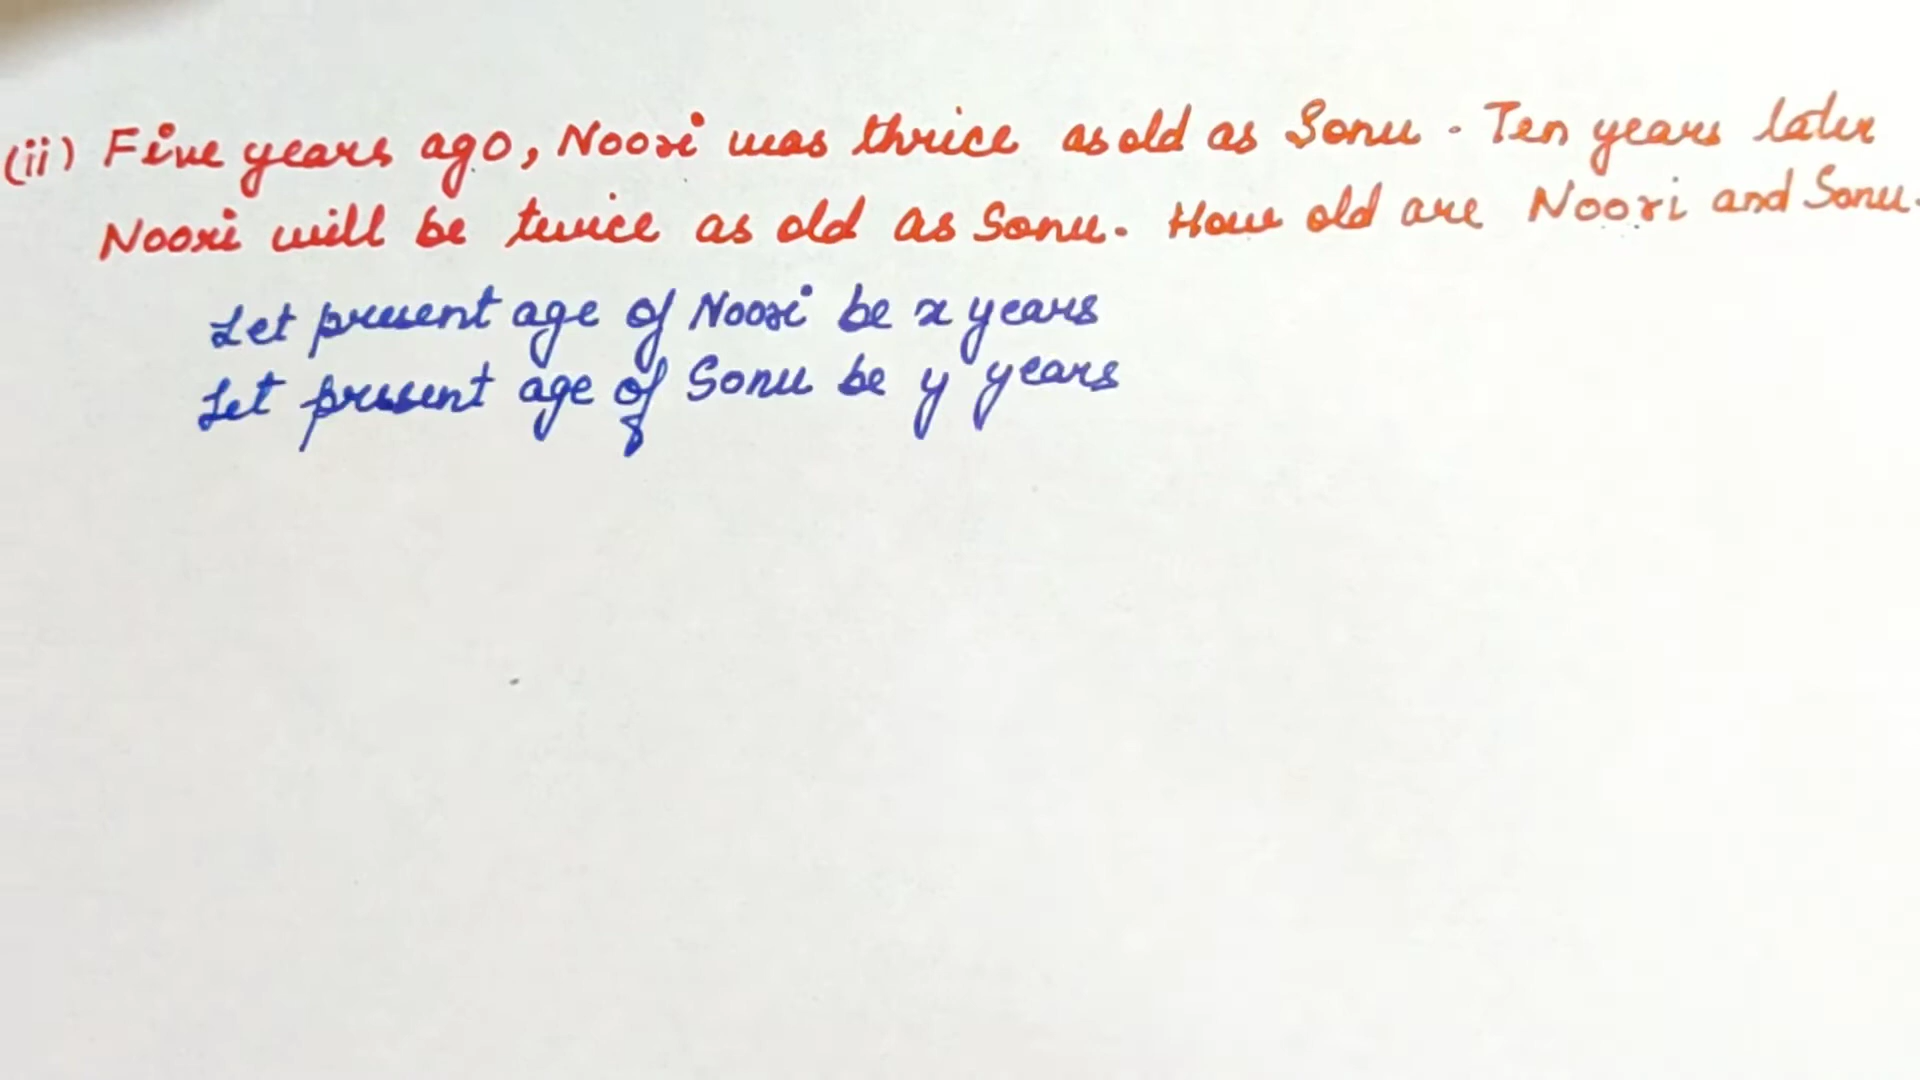 (ii) Five years ago, Noori was thrice as old as Sonu. Ten years later
Noori will be twice as old as Sonu. How old are Noori and Sonu.
Let present age of Noori be x years
Let present age of Sonu be y years